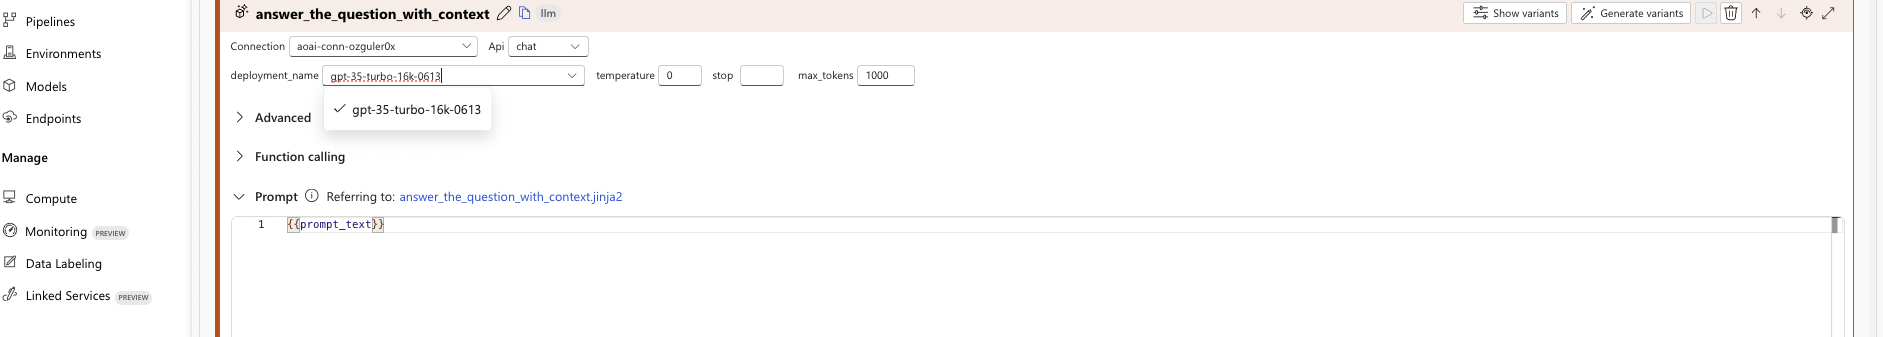 Pipelines
Environments
Models
Endpoints
Manage
Compute
Monitoring PREVIEW
Data Labeling
Linked Services PREVIEW
answer_the_question_with_context llm
Show variants Generate variants
Connection aoai-conn-ozguler0x Api chat
deployment_name gpt-35-turbo-16k-0613 temperature 0 stop max_tokens 1000
gpt-35-turbo-16k-0613
Advanced
Function calling
Prompt Referring to: answer_the_question_with_context.jinja2
1 {{prompt_text}}